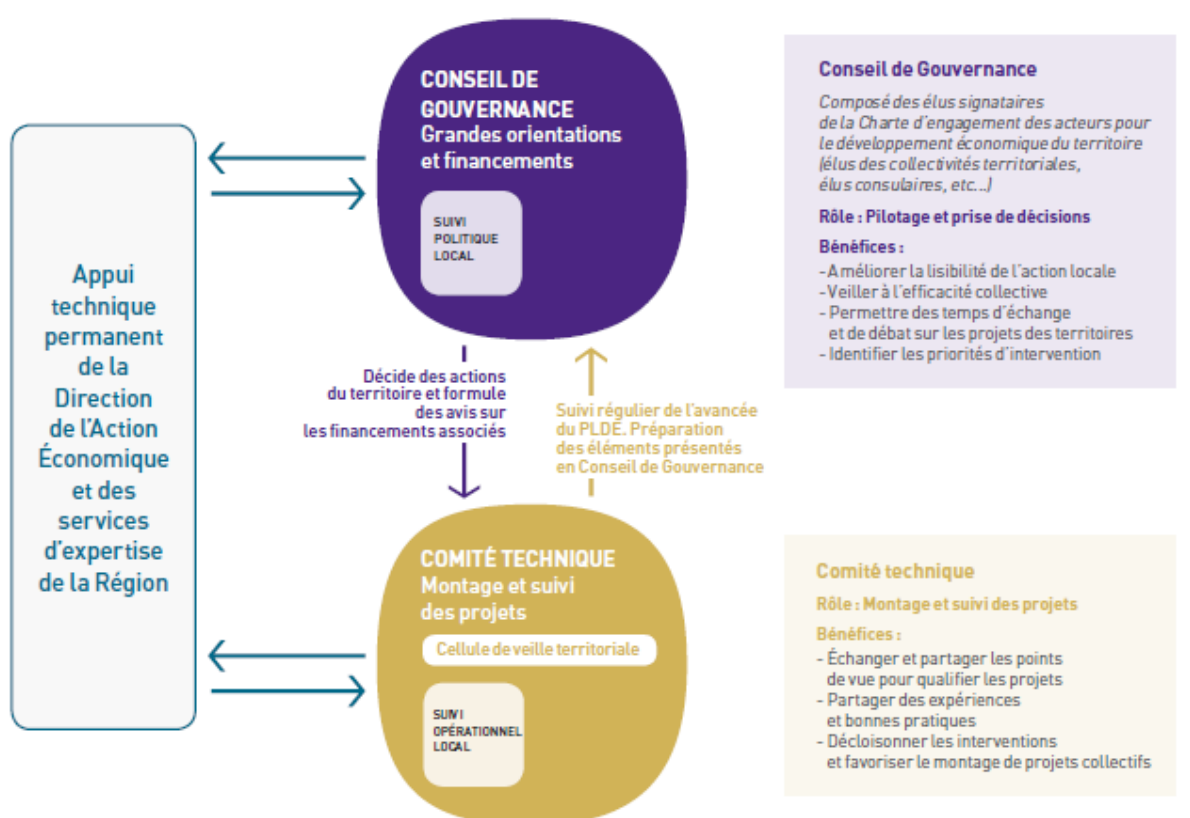 Appui
technique
permanent
de la
Direction
de l'Action
Économique
et des
services
d'expertise
de la Région
CONSEIL DE
GOUVERNANCE
Grandes orientations
et financements
SUIVI
POLITIQUE
LOCAL
Décide des actions
du territoire et formule
des avis sur
les financements associés
Suivi régulier de l'avancée
du PLDE. Préparation
des éléments présentés
en Conseil de Gouvernance
COMITÉ TECHNIQUE
Montage et suivi
des projets
Cellule de veille territoriale
SUIVI
OPÉRATIONNEL
LOCAL
Conseil de Gouvernance
Composé des élus signataires
de la Charte d'engagement des acteurs pour
le développement économique du territoire
(élus des collectivités territoriales,
élus consulaires, etc...)
Rôle : Pilotage et prise de décisions
Bénéfices :
- Améliorer la lisibilité de l'action locale
- Veiller à l'efficacité collective
- Permettre des temps d'échange
et de débat sur les projets des territoires
- Identifier les priorités d'intervention
Comité technique
Rôle : Montage et suivi des projets
Bénéfices :
- Échanger et partager les points
de vue pour qualifier les projets
- Partager des expériences
et bonnes pratiques
- Décloisonner les interventions
et favoriser le montage de projets collectifs